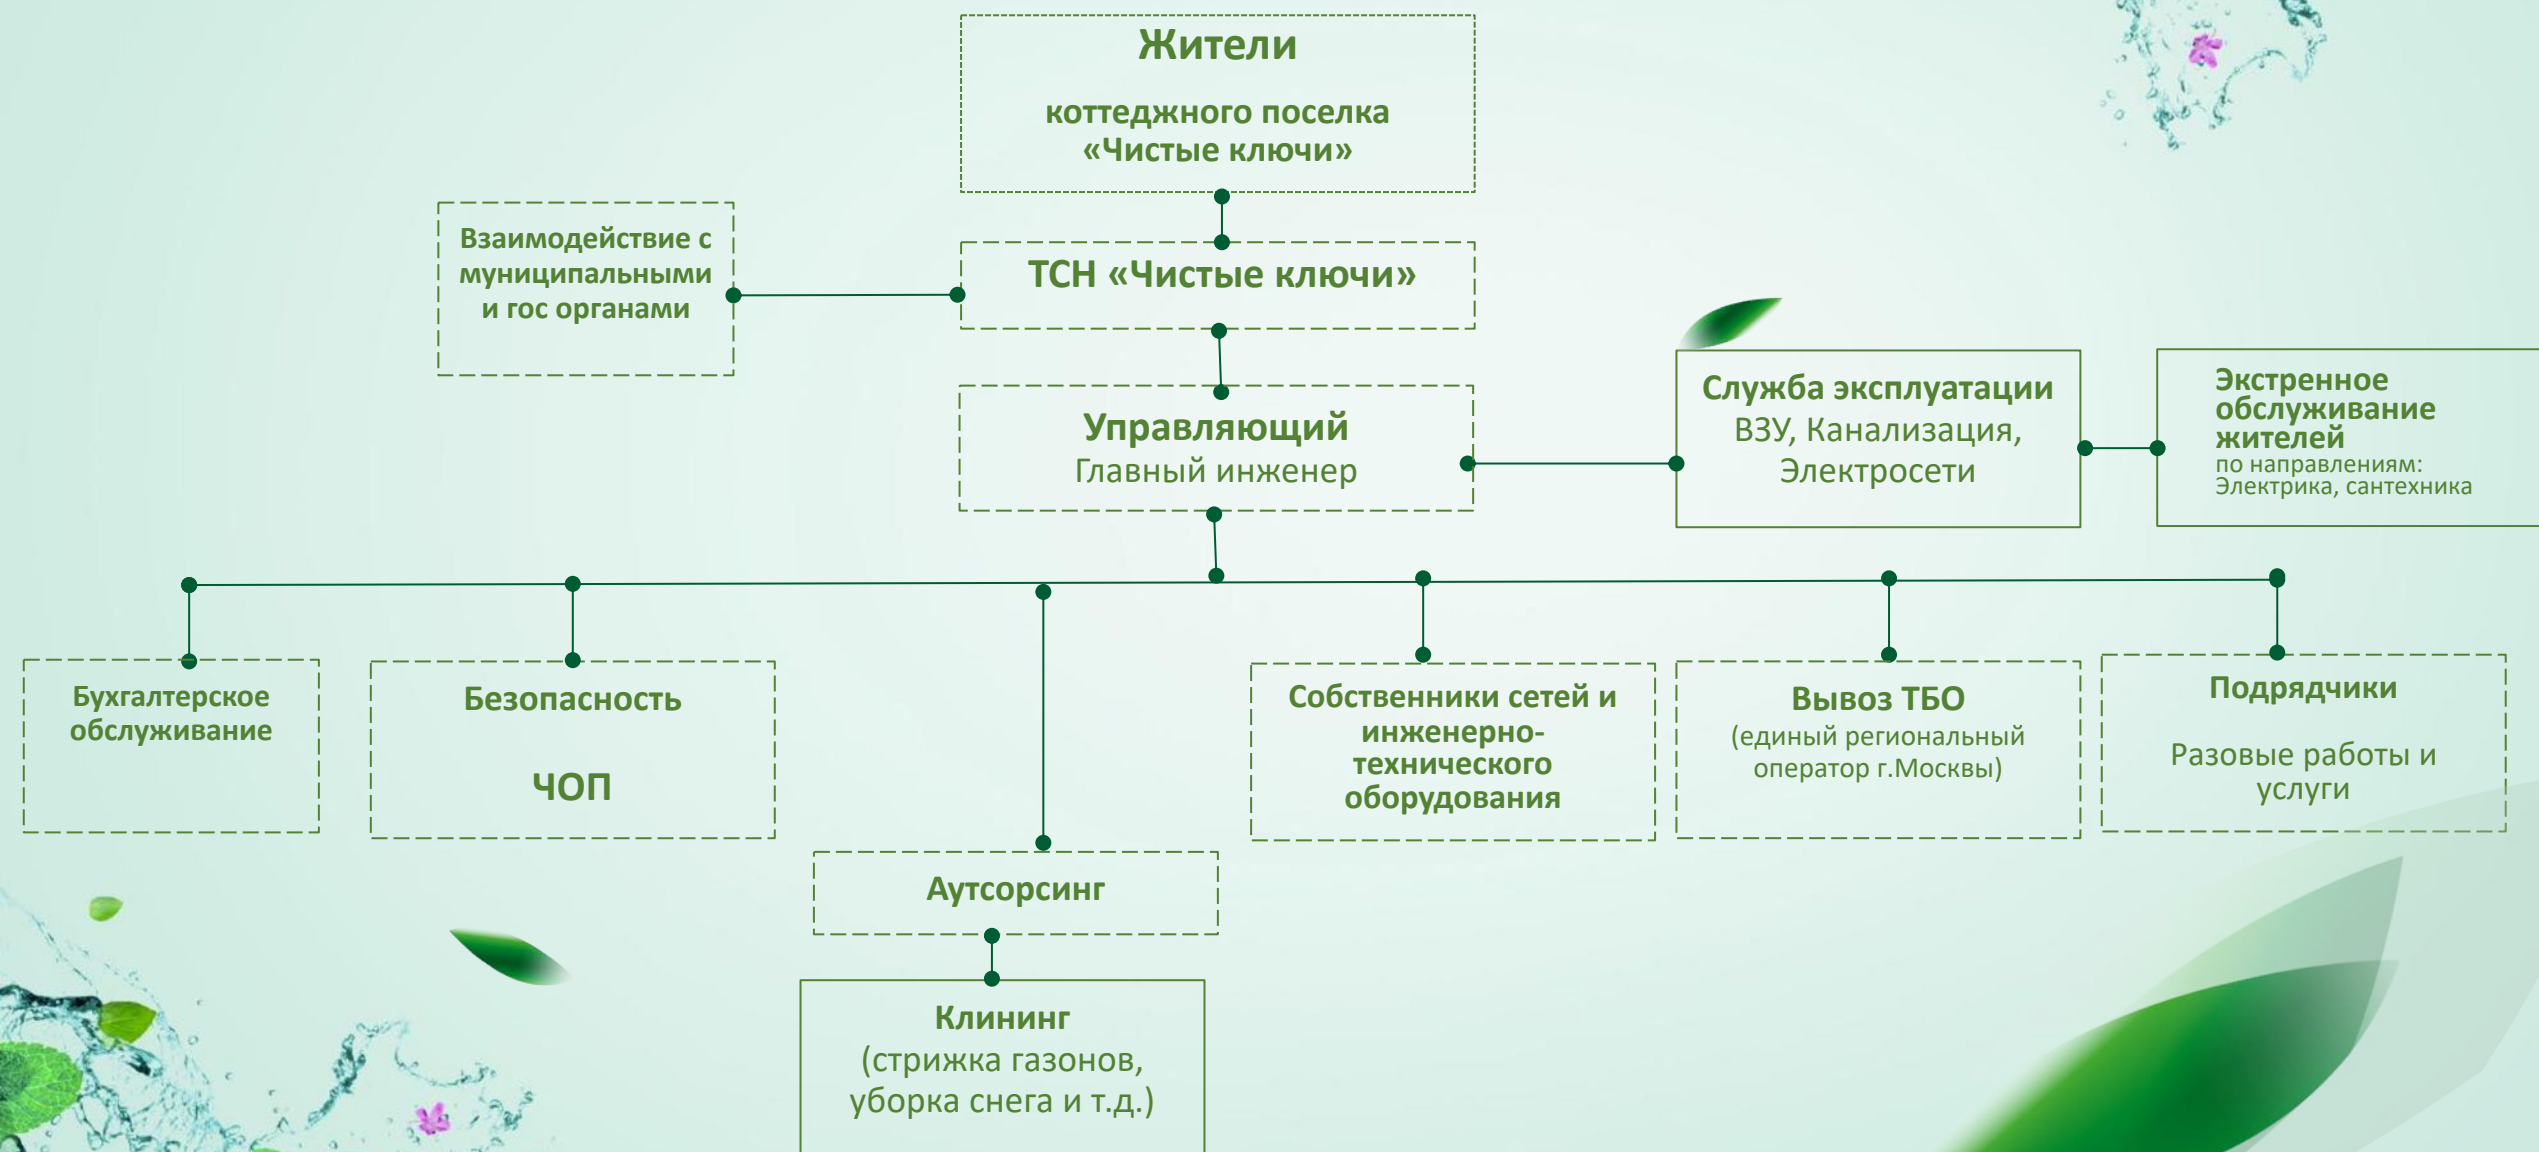 Жители
коттеджного поселка
«Чистые ключи»
Взаимодействие с
муниципальными
и гос органами
ТСН «Чистые ключи»
Управляющий
Главный инженер
Служба эксплуатации
ВЗУ, Канализация,
Электросети
Экстренное
обслуживание
жителей
по направлениям:
Электрика, сантехника
Бухгалтерское
обслуживание
Безопасность
ЧОП
Аутсорсинг
Клининг
(стрижка газонов,
уборка снега и т.д.)
Собственники сетей и
инженерно-
технического
оборудования
Вывоз ТБО
(единый региональный
оператор г.Москвы)
Подрядчики
Разовые работы и
услуги